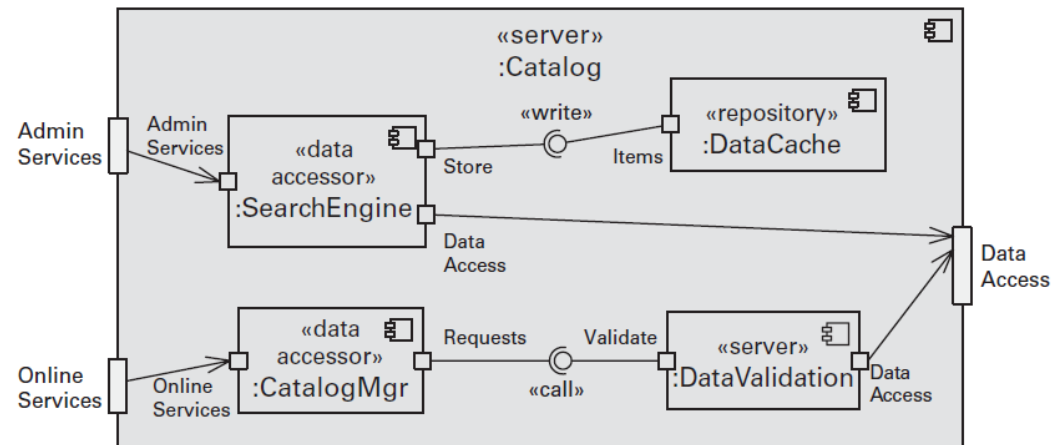 «server»
:Catalog
Admin
Services
Admin
Services
«data
accessor»
:SearchEngine
Store
«write»
Items
«repository»
:DataCache
Data
Access
Data
Access
Online
Services
Online
Services
«data
accessor»
:CatalogMgr
Requests
«call»
Validate
«server»
:DataValidation
Data
Access